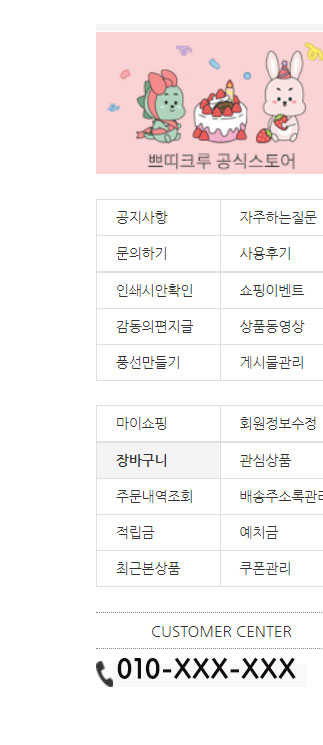 쁘띠크루 공식스토어
공지사항 자주하는질문
문의하기 사용후기
인쇄시안확인 쇼핑이벤트
감동의편지글 상품동영상
풍선만들기 게시물관리
마이쇼핑 회원정보수정
장바구니 관심상품
주문내역조회 배송주소록관리
적립금 예치금
최근본상품 쿠폰관리
CUSTOMER CENTER
010-XXX-XXX